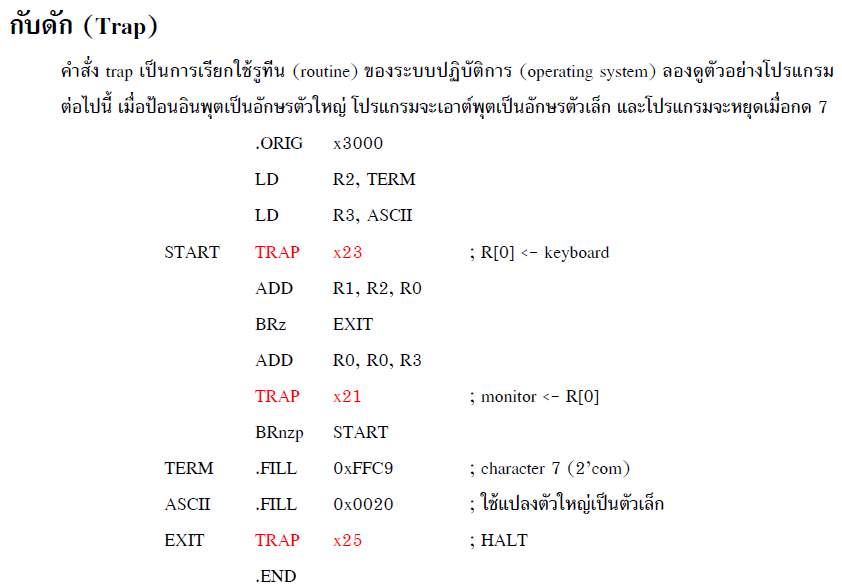 กับดัก (Trap)
คำสั่ง trap เป็นการเรียกใช้รูทีน (routine) ของระบบปฏิบัติการ (operating system) ลองดูตัวอย่างโปรแกรม
ต่อไปนี้ เมื่อป้อนอินพุตเป็นอักษรตัวใหญ่ โปรแกรมจะเอาต์พุตเป็นอักษรตัวเล็ก และโปรแกรมจะหยุดเมื่อกด 7
.ORIG x3000
LD R2, TERM
LD R3, ASCII
START TRAP x23 ; R[0] <- keyboard
ADD R1, R2, R0
BRz EXIT
ADD R0, R0, R3
TRAP x21 ; monitor <- R[0]
BRnzp START
TERM .FILL 0xFFC9 ; character 7 (2’com)
ASCII .FILL 0x0020 ; ใช้แปลงตัวใหญ่เป็นตัวเล็ก
EXIT TRAP x25 ; HALT
.END